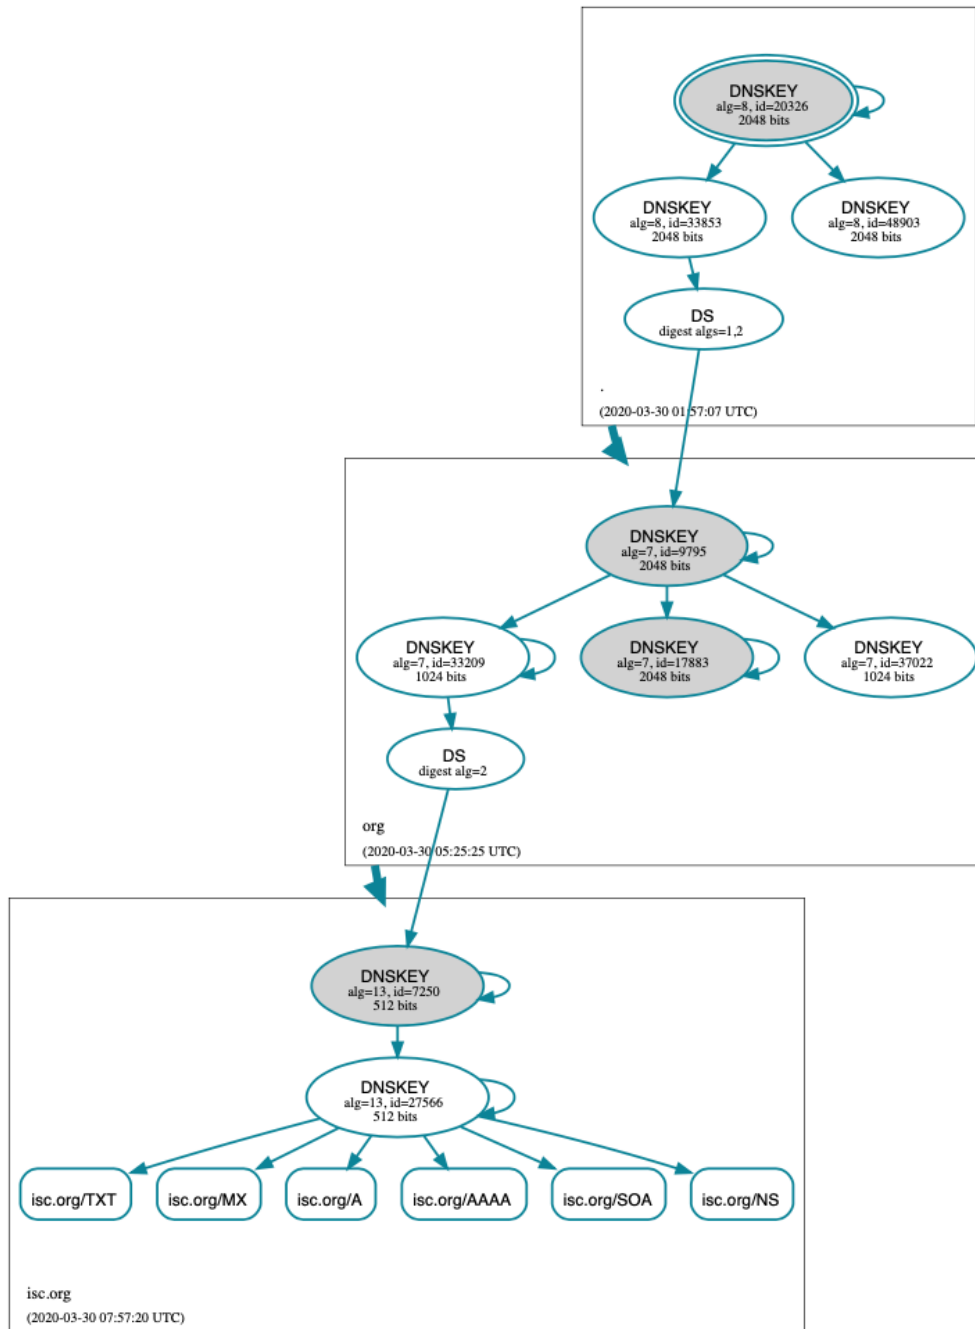 DNSKEY
alg=8, id=20326
2048 bits
DNSKEY
alg=8, id=33853
2048 bits
DNSKEY
alg=8, id=48903
2048 bits
DS
digest algs=1,2
.
(2020-03-30 01:57:07 UTC)
DNSKEY
alg=7, id=9795
2048 bits
DNSKEY
alg=7, id=33209
1024 bits
DNSKEY
alg=7, id=17883
2048 bits
DNSKEY
alg=7, id=37022
1024 bits
DS
digest alg=2
org
(2020-03-30 05:25:25 UTC)
DNSKEY
alg=13, id=7250
512 bits
DNSKEY
alg=13, id=27566
512 bits
isc.org/TXT
isc.org/MX
isc.org/A
isc.org/AAAA
isc.org/SOA
isc.org/NS
isc.org
(2020-03-30 07:57:20 UTC)